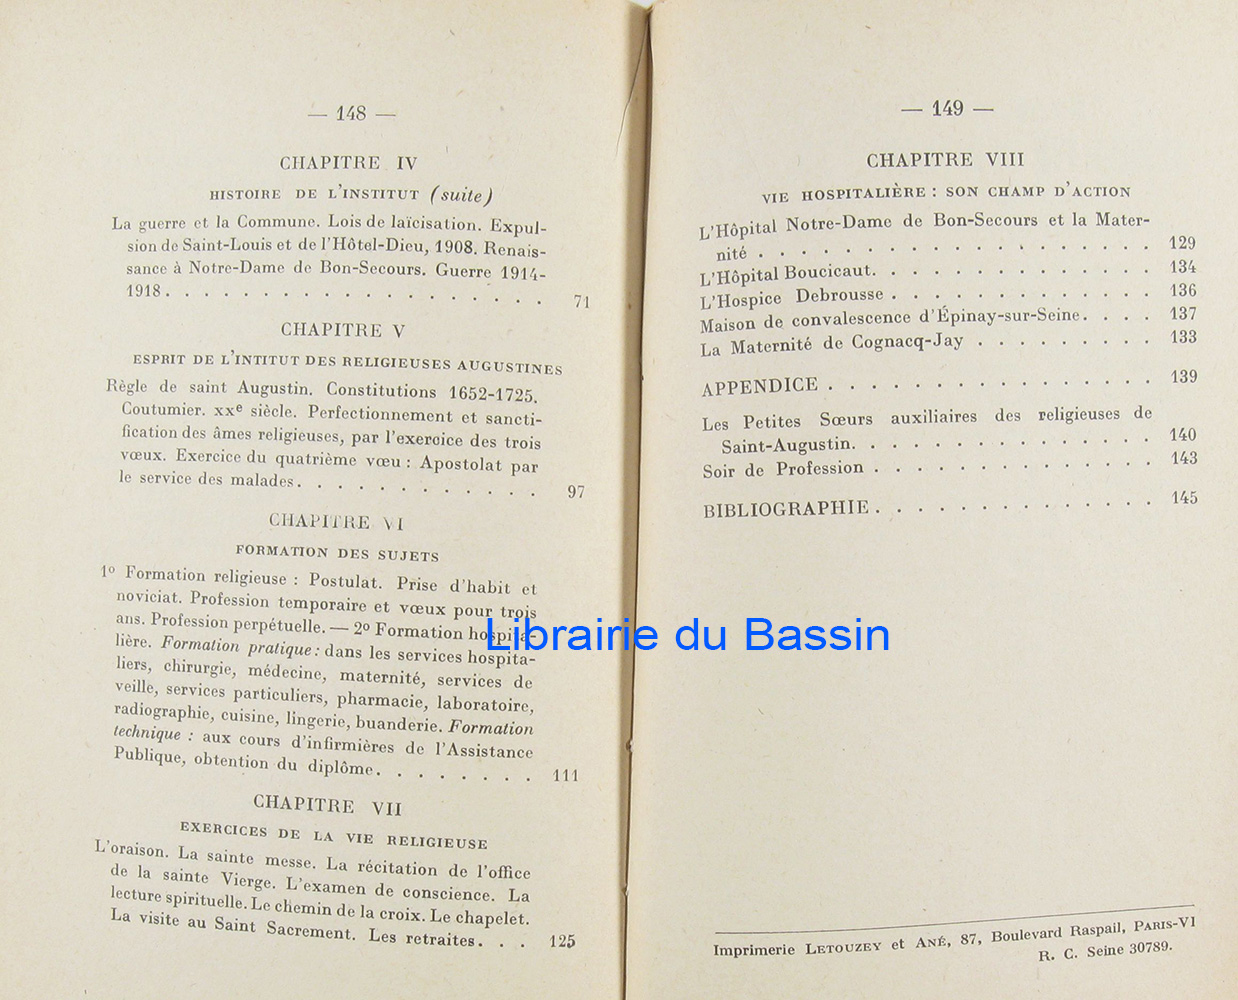 — 148 —
CHAPITRE IV
HISTOIRE DE L'INSTITUT (suite)
La guerre et la Commune. Lois de laïcisation. Expul-
sion de Saint-Louis et de l'Hôtel-Dieu, 1908. Renais-
sance à Notre-Dame de Bon-Secours. Guerre 1914-
1918. . . . . . . . . . . . . . . . . . 71
CHAPITRE V
ESPRIT DE L'INTITUT DES RELIGIEUSES AUGUSTINES
Règle de saint Augustin. Constitutions 1652-1725.
Coutumier. XXe siècle. Perfectionnement et sancti-
fication des âmes religieuses, par l'exercice des trois
vœux. Exercice du quatrième vœu : Apostolat par
le service des malades. . . . . . . . . . . . 97
CHAPITRE VI
FORMATION DES SUJETS
1o Formation religieuse : Postulat. Prise d'habit et
noviciat. Profession temporaire et vœux pour trois
ans. Profession perpétuelle. — 2o Formation hospita-
lière. Formation pratique : dans les services hospita-
liers, chirurgie, médecine, maternité, services de
veille, services particuliers, pharmacie, laboratoire,
radiographie, cuisine, lingerie, buanderie. Formation
technique : aux cours d'infirmières de l'Assistance
Publique, obtention du diplôme. . . . . . . . 111
CHAPITRE VII
EXERCICES DE LA VIE RELIGIEUSE
L'oraison. La sainte messe. La récitation de l'office
de la sainte Vierge. L'examen de conscience. La
lecture spirituelle. Le chemin de la croix. Le chapelet.
La visite au Saint Sacrement. Les retraites. . . 125
— 149 —
CHAPITRE VIII
VIE HOSPITALIÈRE : SON CHAMP D'ACTION
L'Hôpital Notre-Dame de Bon-Secours et la Mater-
nité . . . . . . . . . . . . . . . . . . 129
L'Hôpital Boucicaut. . . . . . . . . . . . . 134
L'Hospice Debrousse . . . . . . . . . . . . 136
Maison de convalescence d'Épinay-sur-Seine. . . . 137
La Maternité de Cognacq-Jay . . . . . . . . 133
APPENDICE . . . . . . . . . . . . . . . 139
Les Petites Sœurs auxiliaires des religieuses de
Saint-Augustin. . . . . . . . . . . . . . 140
Soir de Profession . . . . . . . . . . . . . 143
BIBLIOGRAPHIE. . . . . . . . . . . . . 145
Librairie du Bassin
Imprimerie LETOUZEY et ANÉ, 87, Boulevard Raspail, PARIS-VI
R. C. Seine 30789.